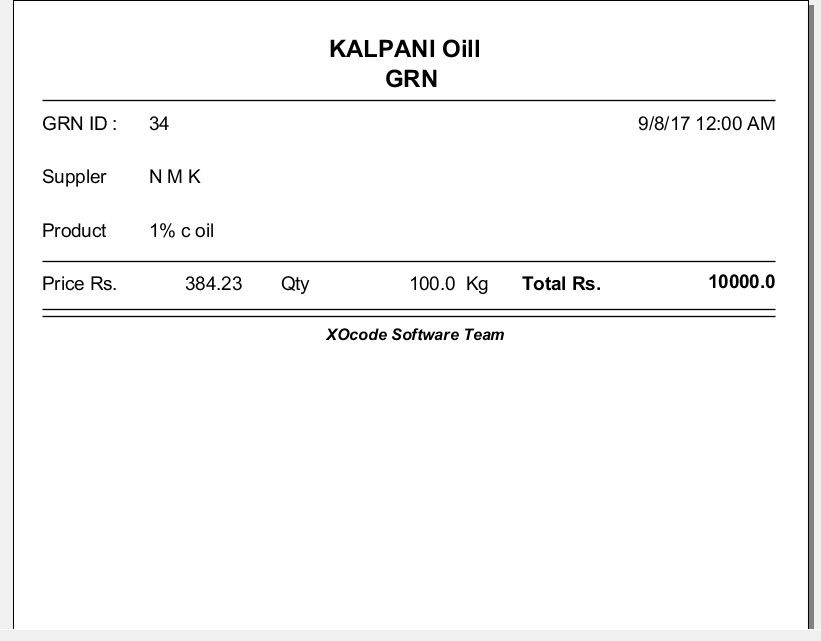 KALPANI Oill
GRN
GRN ID : 34 9/8/17 12:00 AM
Suppler N M K
Product 1% c oil
Price Rs. 384.23 Qty 100.0 Kg Total Rs. 10000.0
XOcode Software Team